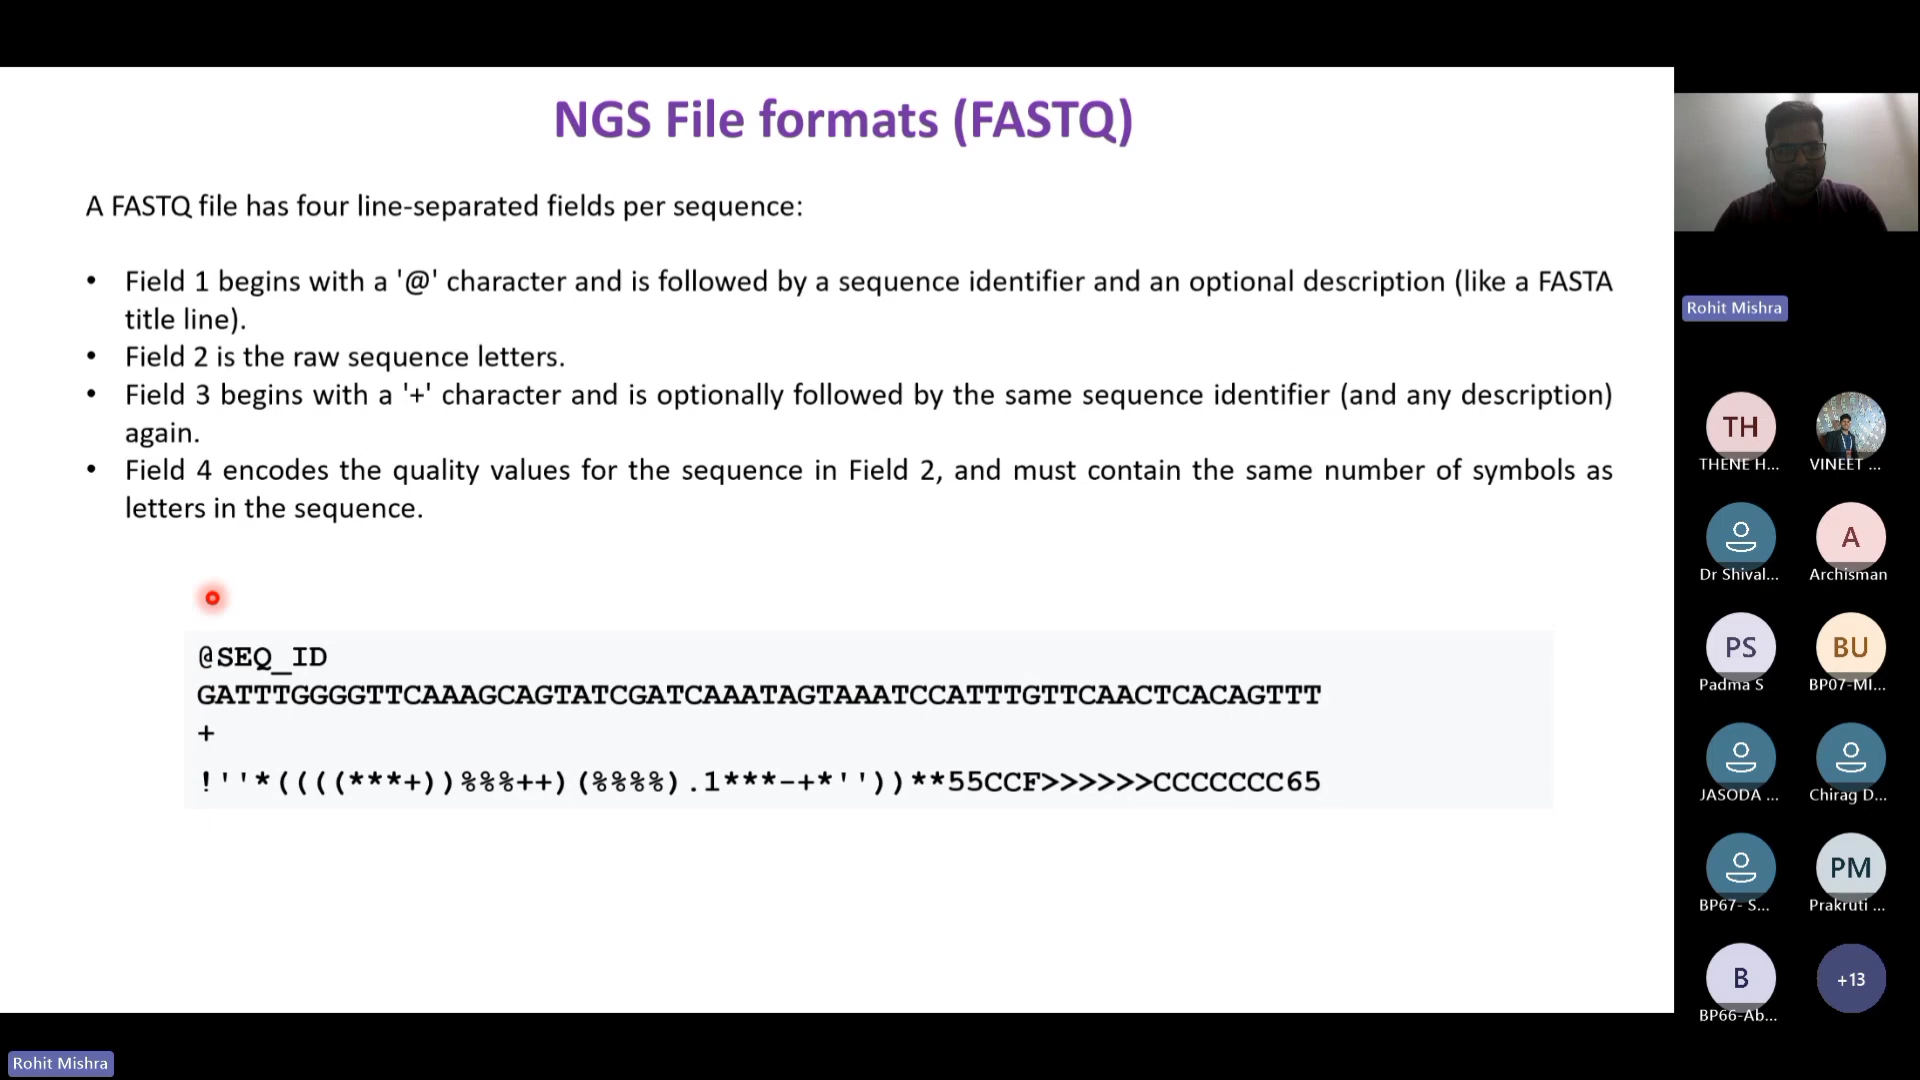 NGS File formats (FASTQ)
A FASTQ file has four line-separated fields per sequence:
• Field 1 begins with a '@' character and is followed by a sequence identifier and an optional description (like a FASTA
title line).
• Field 2 is the raw sequence letters.
• Field 3 begins with a '+' character and is optionally followed by the same sequence identifier (and any description)
again.
• Field 4 encodes the quality values for the sequence in Field 2, and must contain the same number of symbols as
letters in the sequence.
@SEQ_ID
GATTTGGGGTTCAAAGCAGTATCGATCAAATAGTAAATCCATTTGTTCAACTCACAGTTT
+
!''*((((***+))%%%++)(%%%%).1***-+*''))**55CCF>>>>>>CCCCCCC65
Rohit Mishra
TH
THENE H...
VINEET ...
Dr Shival...
A
Archisman
PS
Padma S
BU
BP07-MI...
JASODA ...
Chirag D...
BP67- S...
PM
Prakruti ...
B
BP66-Ab...
+13
Rohit Mishra